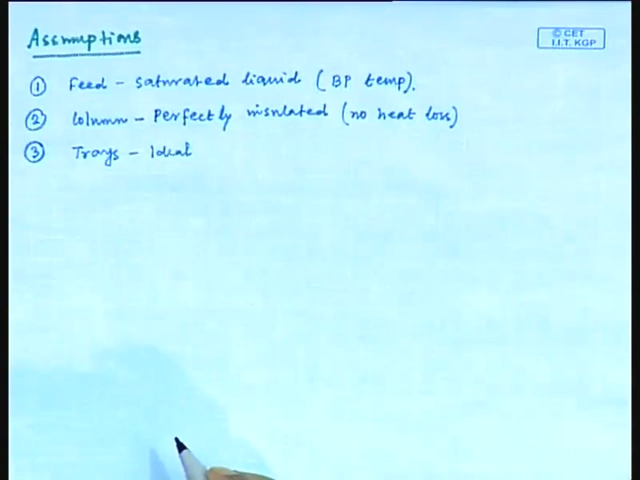 Assumptions
© CET
I.I.T. KGP
① Feed - saturated liquid (BP temp).
② Column - Perfectly insulated (no heat loss)
③ Trays - Ideal